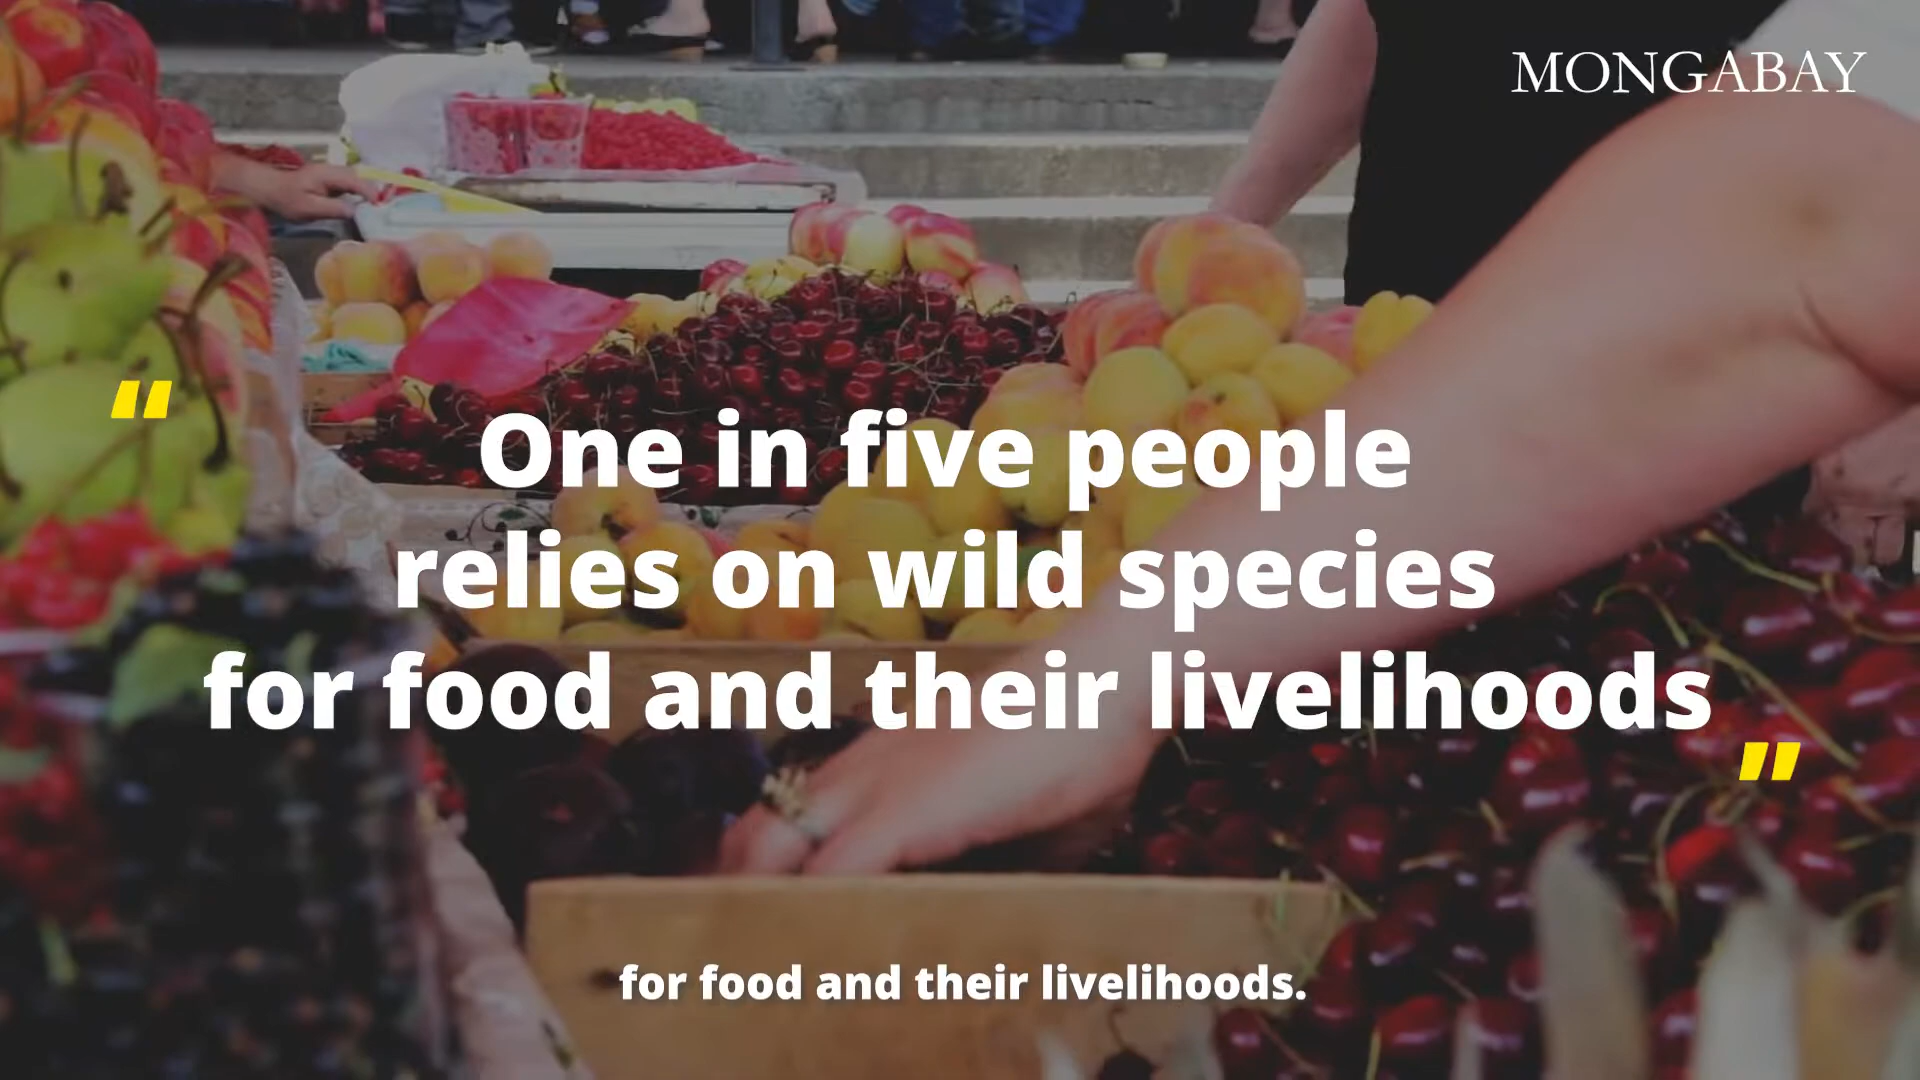 MONGABAY
“
One in five people
relies on wild species
for food and their livelihoods
”
for food and their livelihoods.